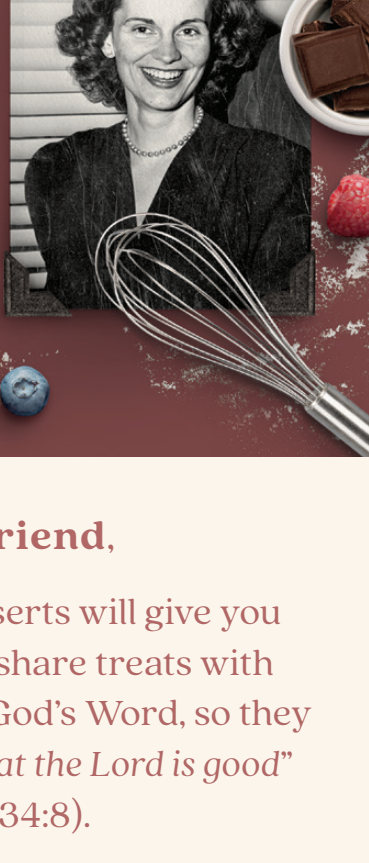 riend,
serts will give you
share treats with
God’s Word, so they
at the Lord is good”
34:8).